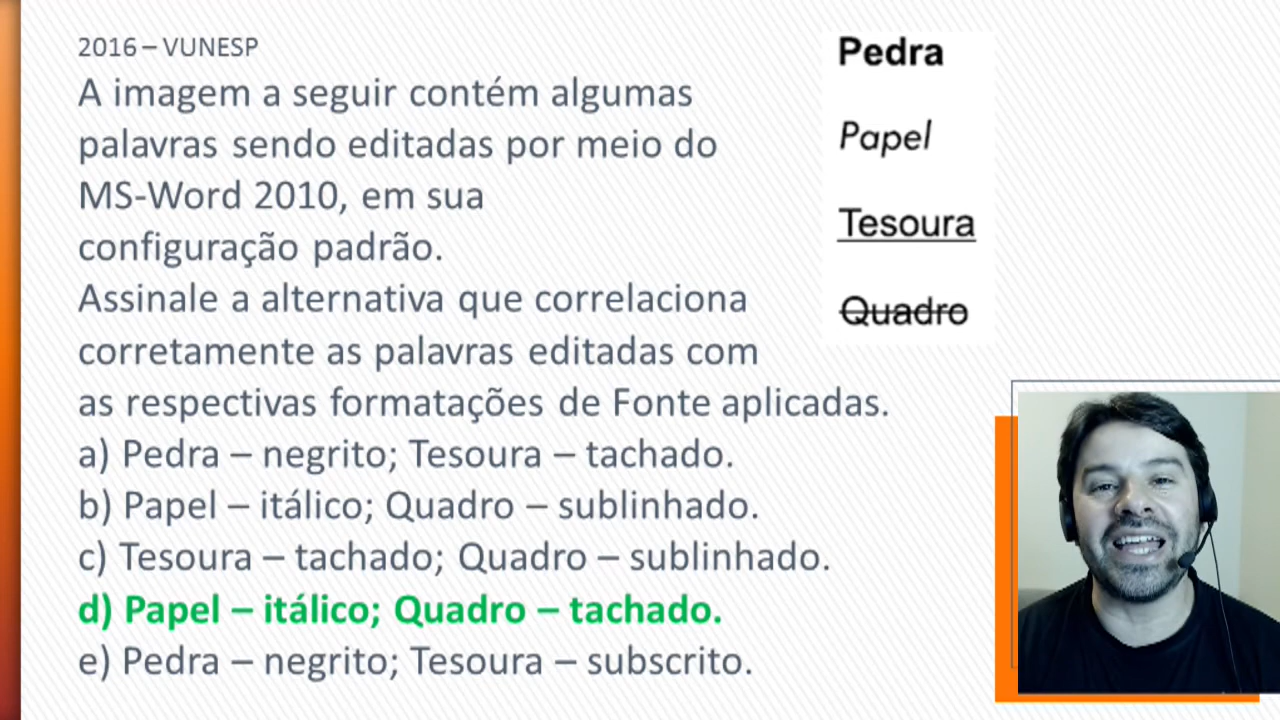 2016 – VUNESP
A imagem a seguir contém algumas
palavras sendo editadas por meio do
MS-Word 2010, em sua
configuração padrão.
Assinale a alternativa que correlaciona
corretamente as palavras editadas com
as respectivas formatações de Fonte aplicadas.
a) Pedra – negrito; Tesoura – tachado.
b) Papel – itálico; Quadro – sublinhado.
c) Tesoura – tachado; Quadro – sublinhado.
d) Papel – itálico; Quadro – tachado.
e) Pedra – negrito; Tesoura – subscrito.
Pedra
Papel
Tesoura
Quadro